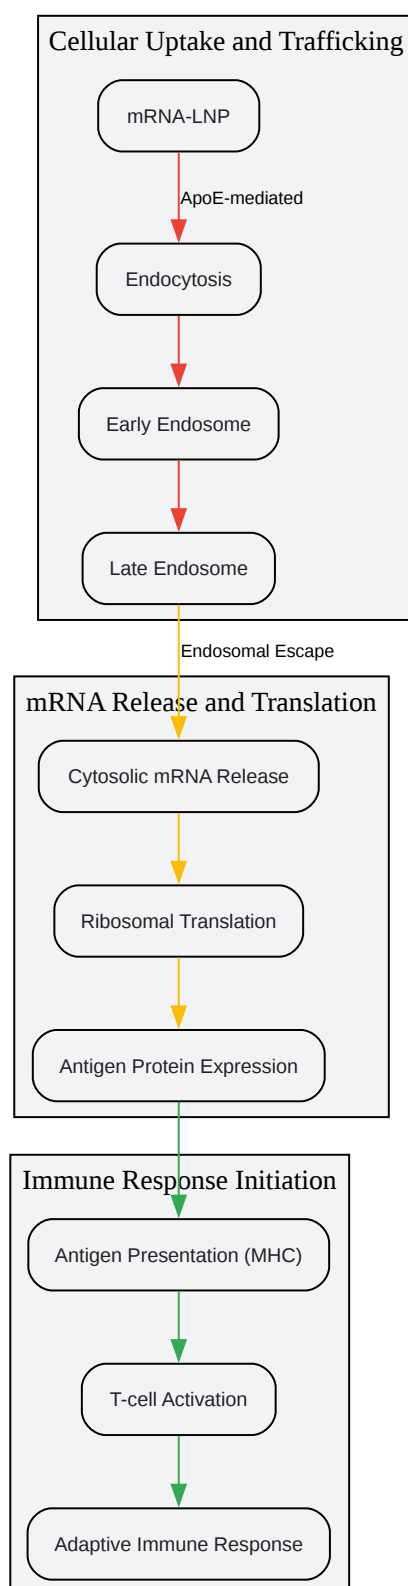 Cellular Uptake and Trafficking
mRNA-LNP
ApoE-mediated
Endocytosis
Early Endosome
Late Endosome
Endosomal Escape
mRNA Release and Translation
Cytosolic mRNA Release
Ribosomal Translation
Antigen Protein Expression
Immune Response Initiation
Antigen Presentation (MHC)
T-cell Activation
Adaptive Immune Response